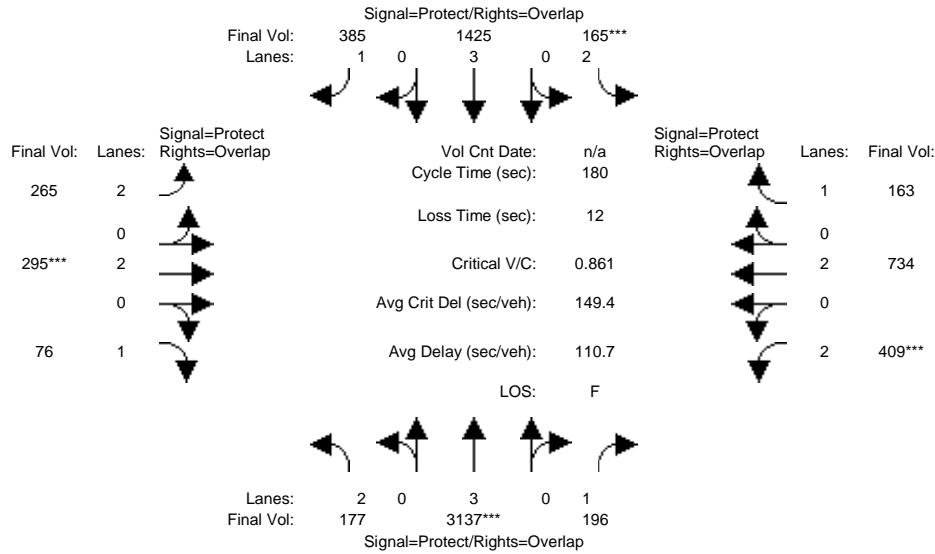 Signal=Protect/Rights=Overlap
Final Vol: 385 1425 165***
Lanes: 1 0 3 0 2
Signal=Protect
Rights=Overlap
Final Vol: Lanes:
Vol Cnt Date: n/a
Signal=Protect
Rights=Overlap
Lanes: Final Vol:
Cycle Time (sec): 180
265 2
1 163
Loss Time (sec): 12
0
0
295*** 2
Critical V/C: 0.861
2 734
0
Avg Crit Del (sec/veh): 149.4
0
76 1
Avg Delay (sec/veh): 110.7
2 409***
LOS: F
Lanes: 2 0 3 0 1
Final Vol: 177 3137*** 196
Signal=Protect/Rights=Overlap